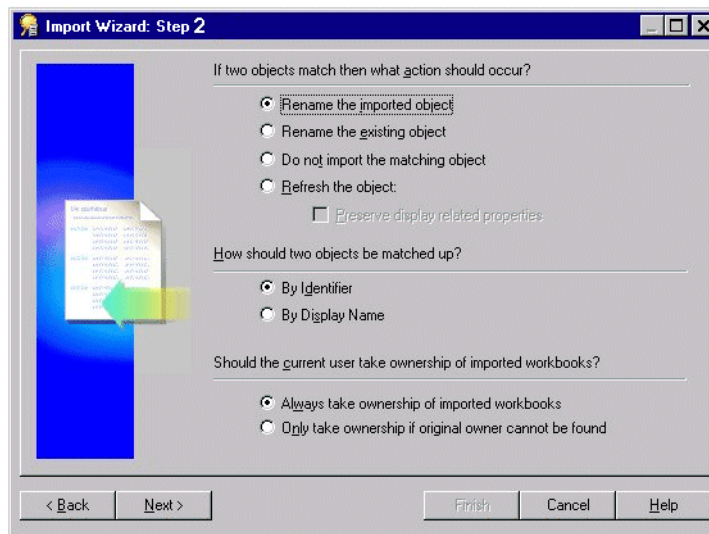 Import Wizard: Step 2
If two objects match then what action should occur?
Rename the imported object
Rename the existing object
Do not import the matching object
Refresh the object:
Preserve display related properties
How should two objects be matched up?
By Identifier
By Display Name
Should the current user take ownership of imported workbooks?
Always take ownership of imported workbooks
Only take ownership if original owner cannot be found
< Back Next > Finish Cancel Help